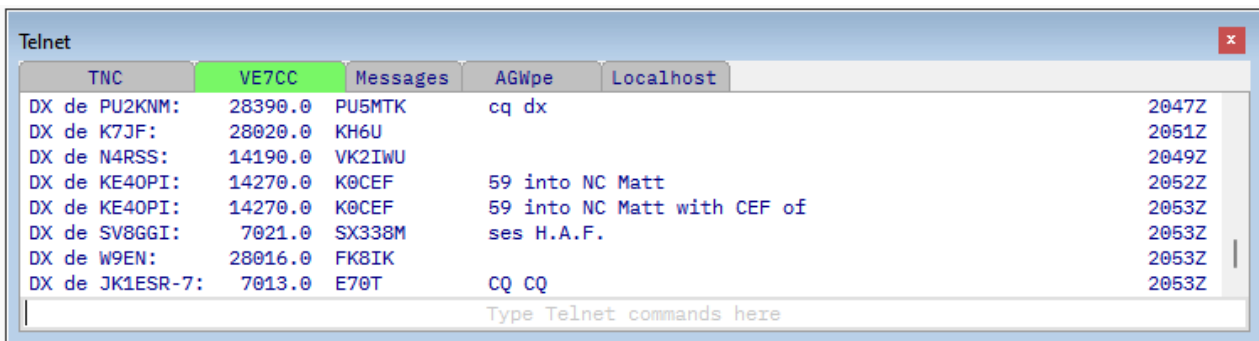 Telnet x
TNC VE7CC Messages AGWpe Localhost
DX de PU2KNM: 28390.0 PU5MTK cq dx 2047Z
DX de K7JF: 28020.0 KH6U 2051Z
DX de N4RSS: 14190.0 VK2IWU 2049Z
DX de KE4OPI: 14270.0 K0CEF 59 into NC Matt 2052Z
DX de KE4OPI: 14270.0 K0CEF 59 into NC Matt with CEF of 2053Z
DX de SV8GGI: 7021.0 SX338M ses H.A.F. 2053Z
DX de W9EN: 28016.0 FK8IK 2053Z
DX de JK1ESR-7: 7013.0 E70T CQ CQ 2053Z
Type Telnet commands here